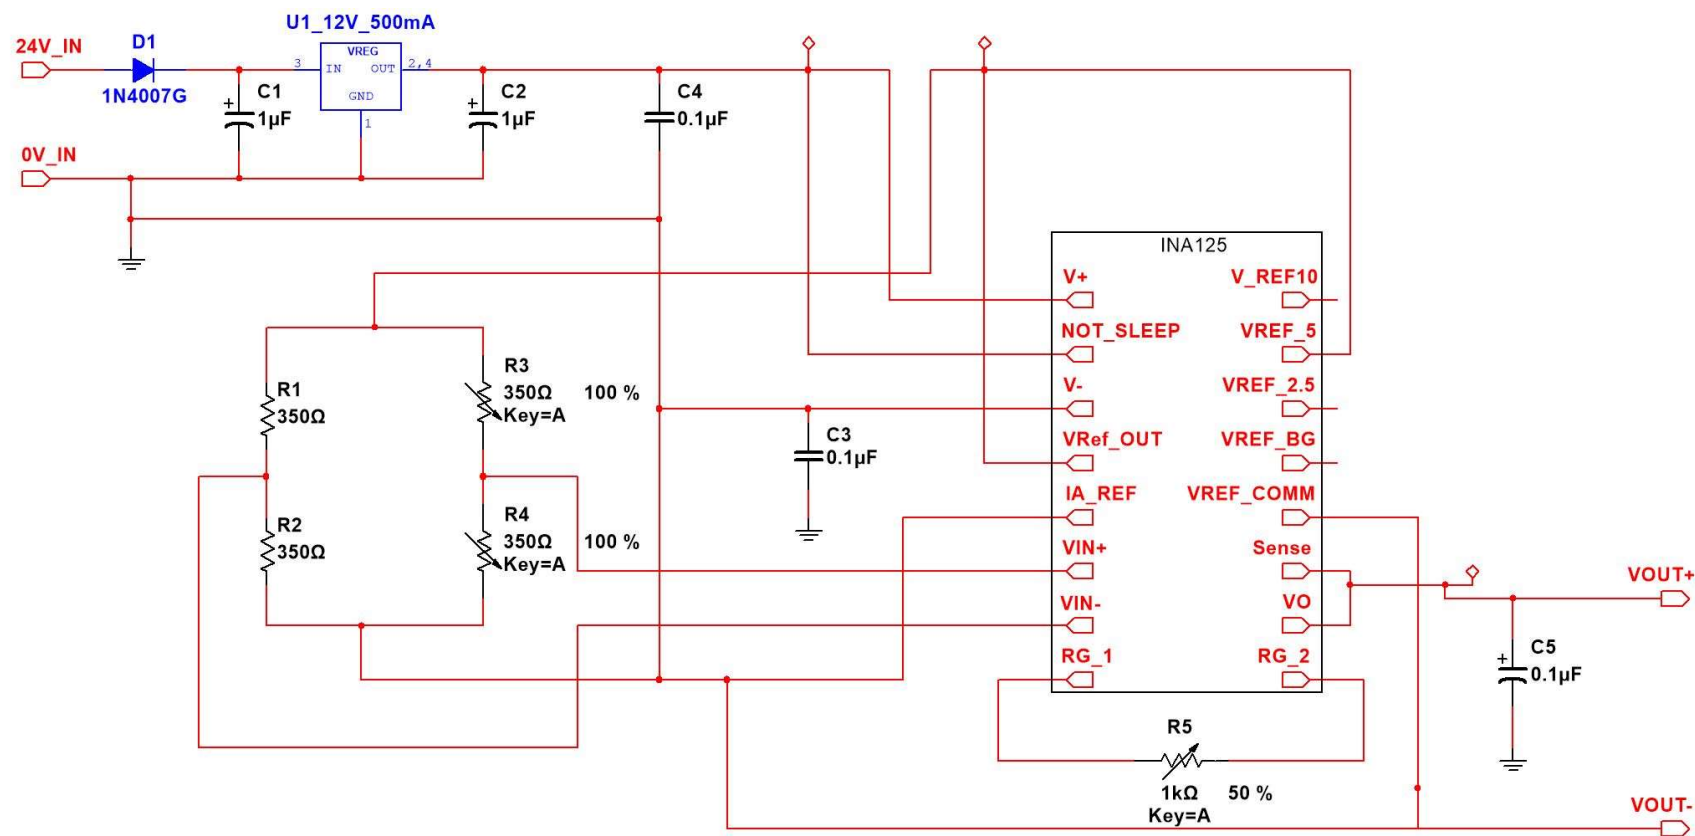 U1_12V_500mA
24V_IN
D1
VREG
3
IN
OUT
2,4
1N4007G
C1
1µF
GND
1
C2
1µF
C4
0.1µF
0V_IN
INA125
V+
V_REF10
NOT_SLEEP
VREF_5
V-
VREF_2.5
VRef_OUT
VREF_BG
IA_REF
VREF_COMM
VIN+
Sense
VIN-
VO
RG_1
RG_2
R1
350Ω
R3
350Ω
100 %
Key=A
R2
350Ω
R4
350Ω
100 %
Key=A
C3
0.1µF
VOUT+
C5
0.1µF
R5
1kΩ
50 %
Key=A
VOUT-